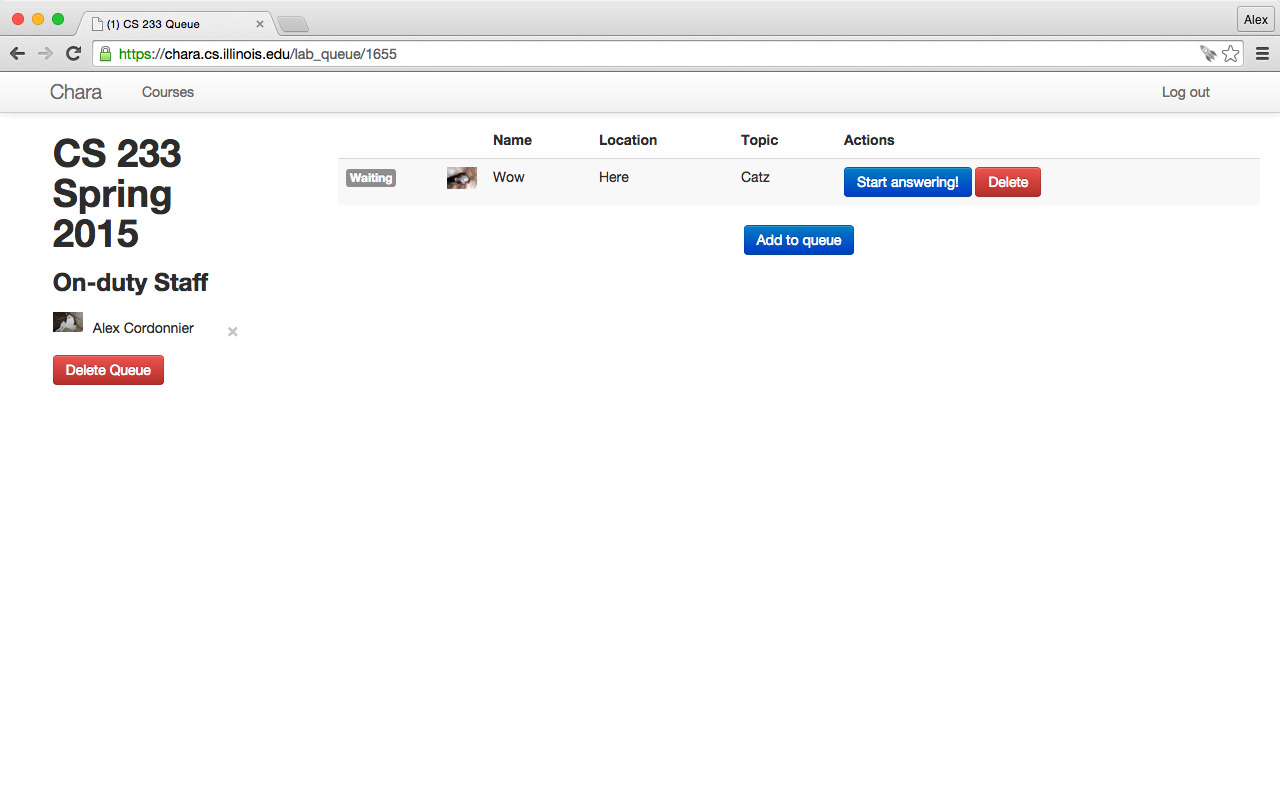 (1) CS 233 Queue
Alex
https://chara.cs.illinois.edu/lab_queue/1655
Chara Courses Log out
CS 233
Spring
2015
On-duty Staff
Alex Cordonnier
Delete Queue
Name Location Topic Actions
Waiting Wow Here Catz Start answering! Delete
Add to queue